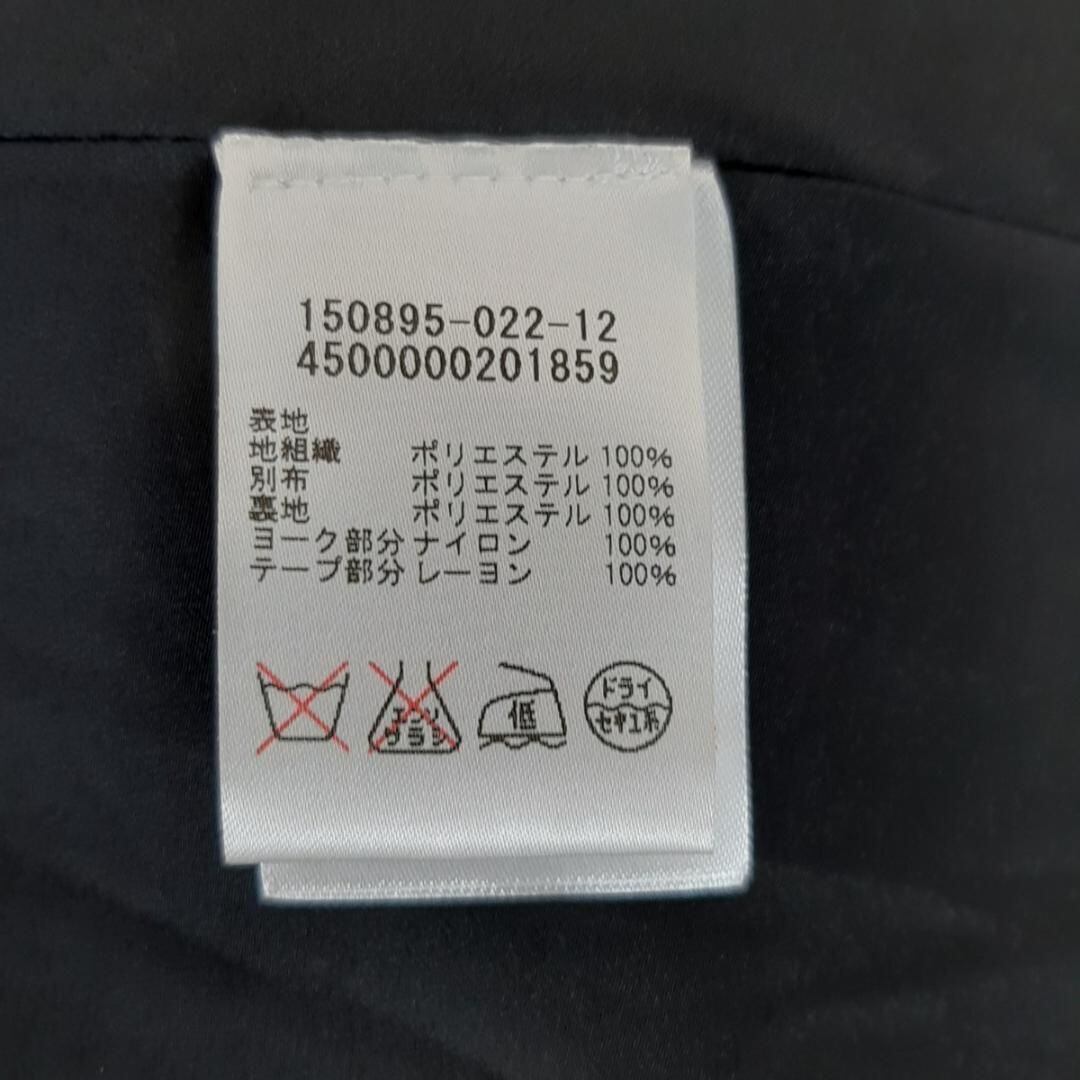 150895-022-12
4500000201859
表地
地組織 ポリエステル 100%
別布 ポリエステル 100%
裏地 ポリエステル 100%
ヨーク部分 ナイロン 100%
テープ部分 レーヨン 100%
エンソ
サラシ
低
ドライ
セキユ系